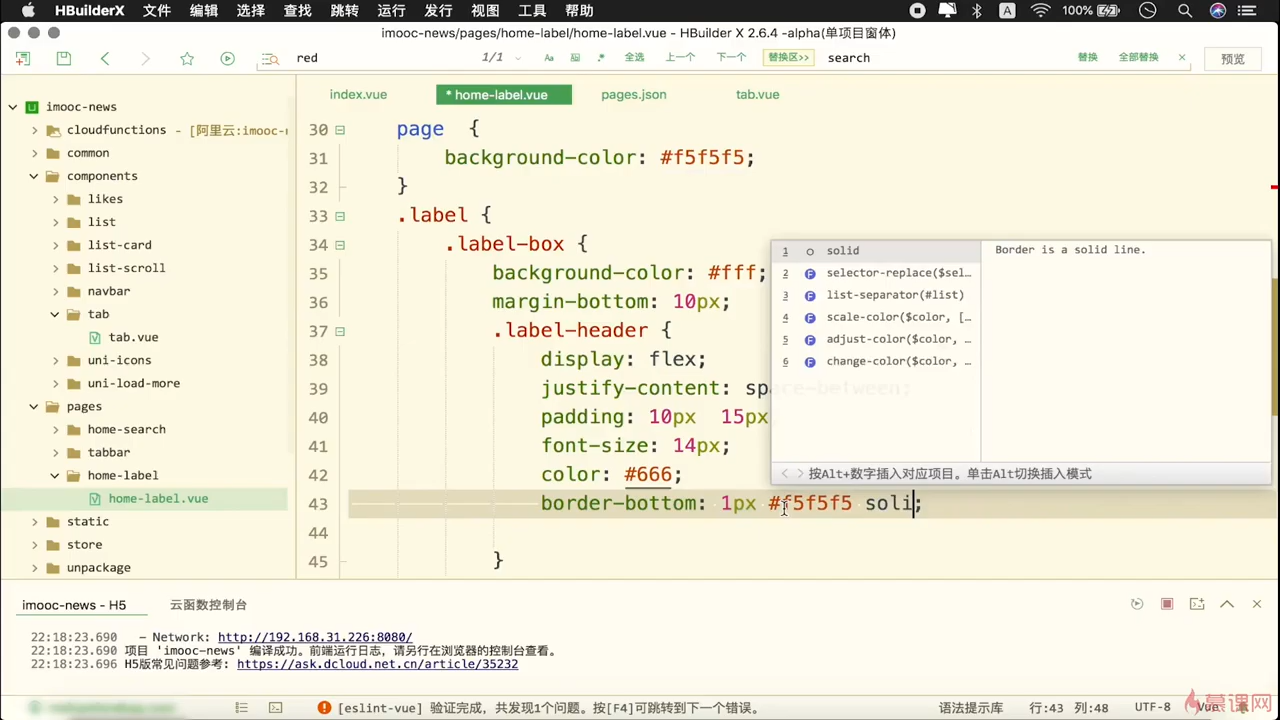 HBuilderX 文件 编辑 选择 查找 跳转 运行 发行 视图 工具 帮助 A 100%
imooc-news/pages/home-label/home-label.vue - HBuilder X 2.6.4 -alpha(单项目窗体)
red 1/1 Aa .* 全选 上一个 下一个 替换区>> search 替换 全部替换 × 预览
imooc-news
cloudfunctions - [阿里云:imooc-n
common
components
likes
list
list-card
list-scroll
navbar
tab
tab.vue
uni-icons
uni-load-more
pages
home-search
tabbar
home-label
home-label.vue
static
store
unpackage
index.vue * home-label.vue pages.json tab.vue
30 page {
31 background-color: #f5f5f5;
32 }
33 .label {
34 .label-box {
35 background-color: #fff;
36 margin-bottom: 10px;
37 .label-header {
38 display: flex;
39 justify-content: space-between;
40 padding: 10px 15px
41 font-size: 14px;
42 color: #666;
43 border-bottom: 1px #f5f5f5 soli;
44
45 }
1 solid
2 selector-replace($sel…
3 list-separator(#list)
4 scale-color($color, [… 
5 adjust-color($color, …
6 change-color($color, …
Border is a solid line.
按Alt+数字插入对应项目。单击Alt切换插入模式
imooc-news - H5 云函数控制台
22:18:23.690 - Network: http://192.168.31.226:8080/
22:18:23.690 项目 'imooc-news' 编译成功。前端运行日志，请另行在浏览器的控制台查看。
22:18:23.696 H5版常见问题参考: https://ask.dcloud.net.cn/article/35232
[eslint-vue] 验证完成，共发现1个问题。按[F4]可跳转到下一个错误。 语法提示库 行:43 列:48 UTF-8 Vue
慕课网